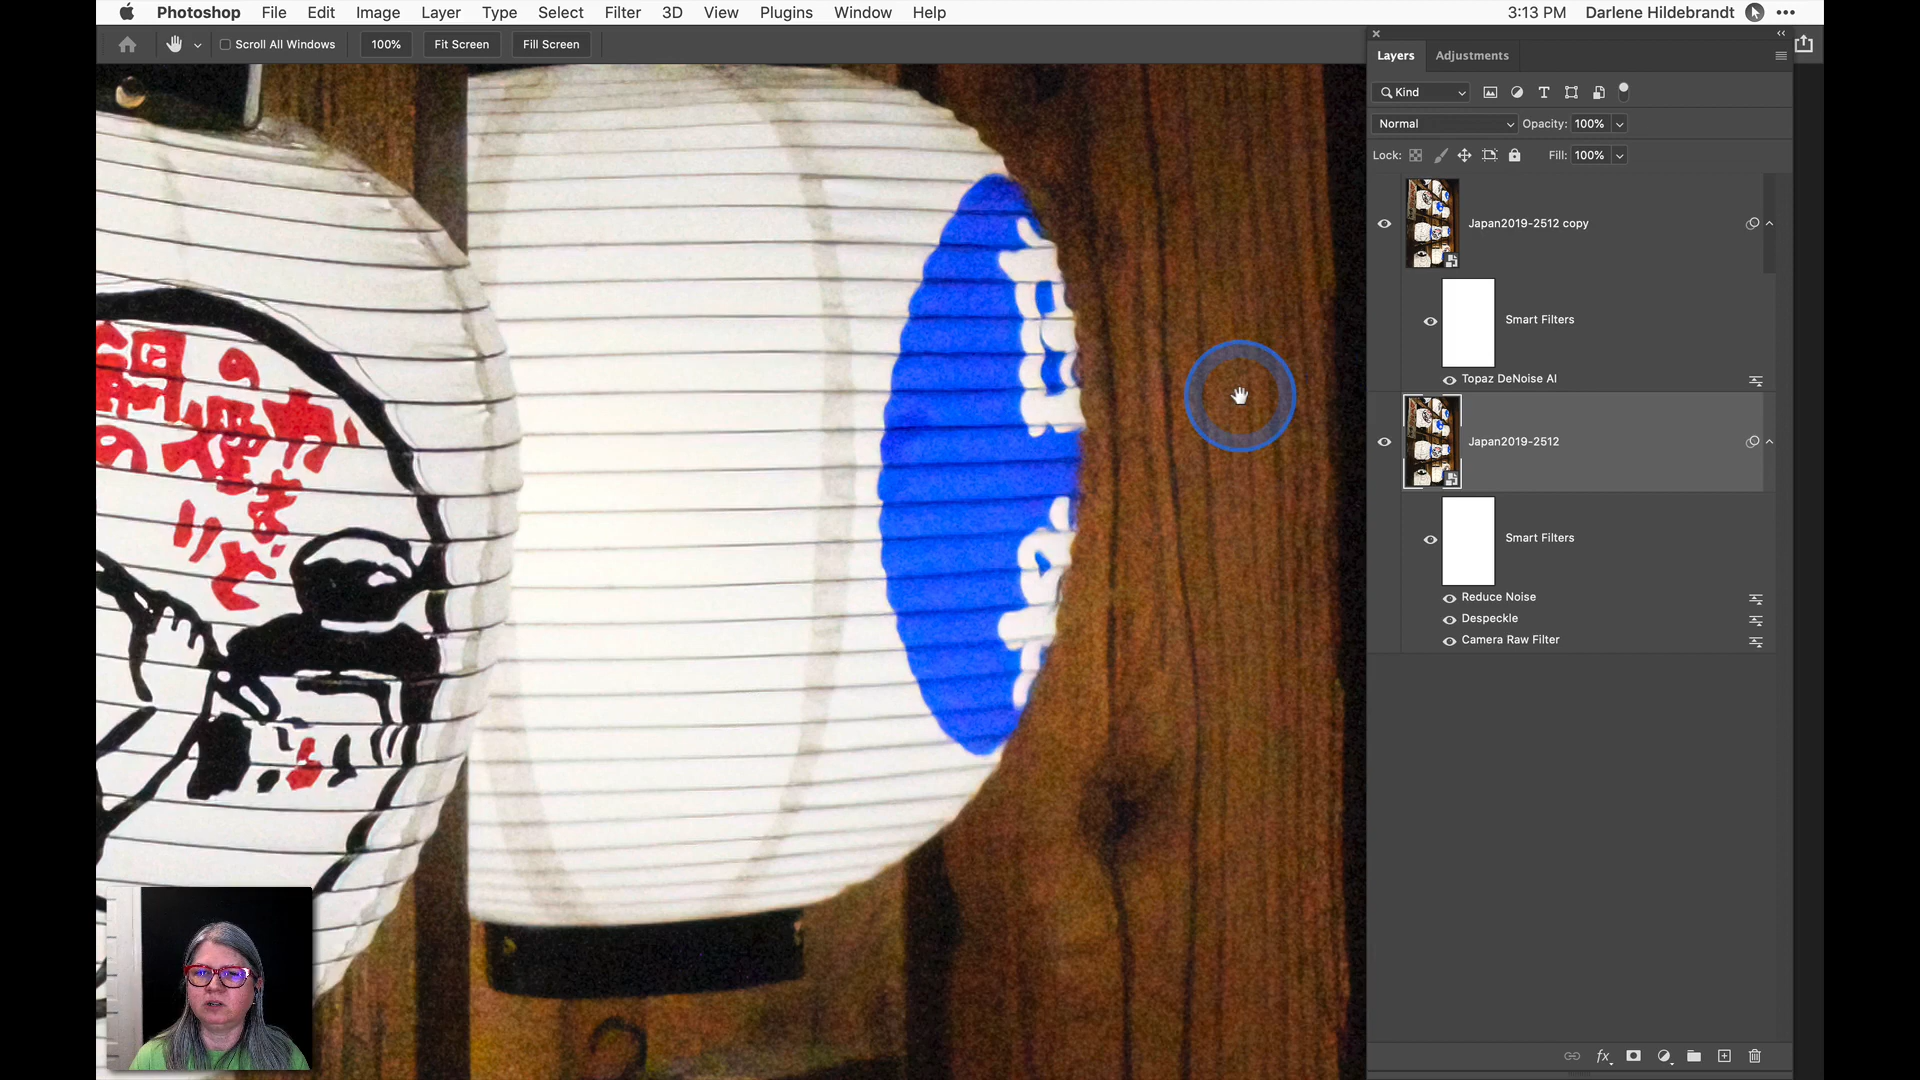 Photoshop File Edit Image Layer Type Select Filter 3D View Plugins Window Help 3:13 PM Darlene Hildebrandt
Scroll All Windows 100% Fit Screen Fill Screen
Layers Adjustments
Kind
Normal Opacity: 100%
Lock: Fill: 100%
Japan2019-2512 copy
Smart Filters
Topaz DeNoise AI
Japan2019-2512
Smart Filters
Reduce Noise
Despeckle
Camera Raw Filter
fx